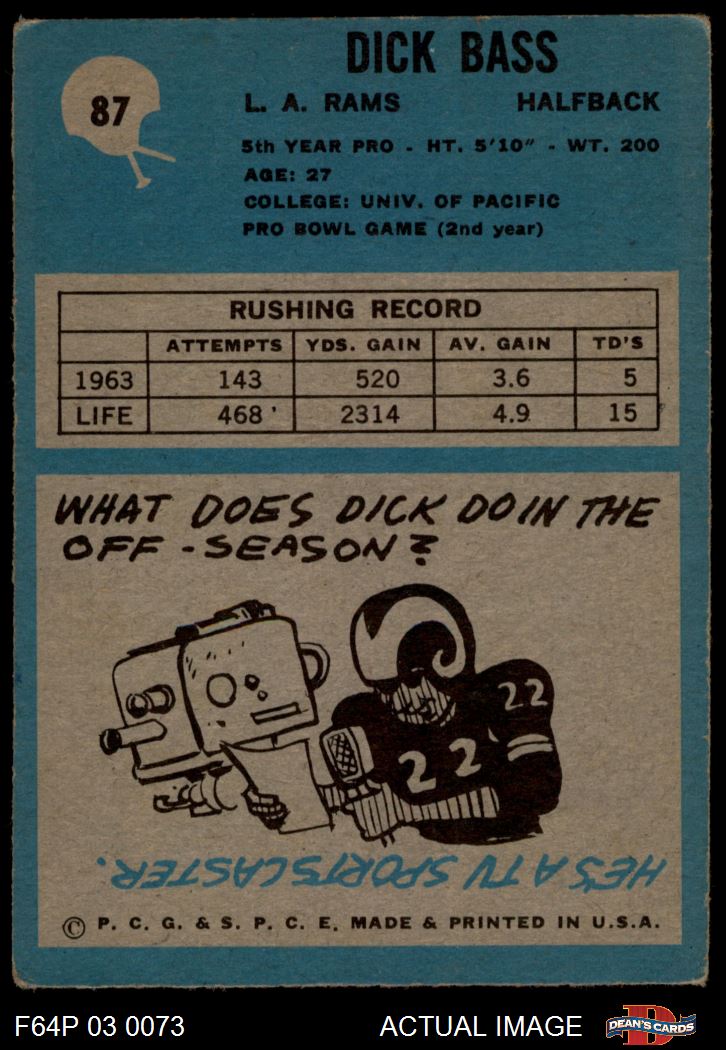 DICK BASS
87
L. A. RAMS HALFBACK
5th YEAR PRO - HT. 5'10" - WT. 200
AGE: 27
COLLEGE: UNIV. OF PACIFIC
PRO BOWL GAME (2nd year)
RUSHING RECORD
ATTEMPTS YDS. GAIN AV. GAIN TD'S
1963 143 520 3.6 5
LIFE 468 2314 4.9 15
WHAT DOES DICK DO IN THE
OFF-SEASON?
22
22
HE'S A TV SPORTSCASTER.
© P. C. G. & S. P. C. E. MADE & PRINTED IN U.S.A.
F64P 03 0073 ACTUAL IMAGE
D
DEAN'S CARDS